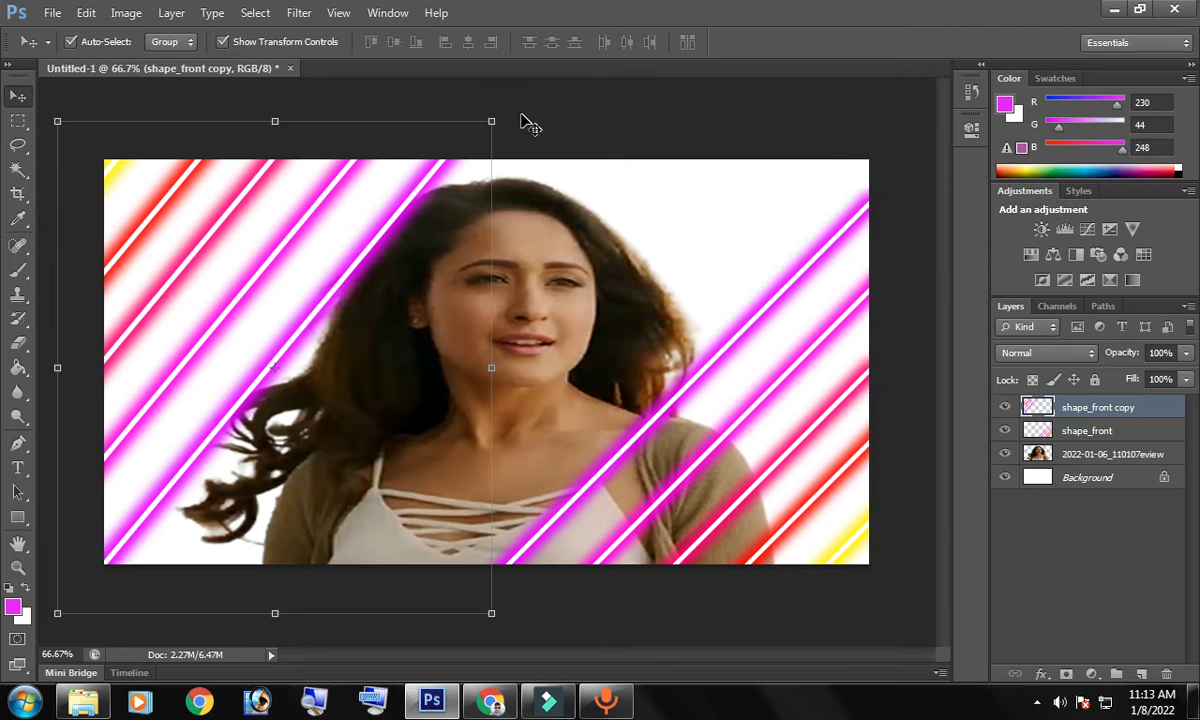 Ps File Edit Image Layer Type Select Filter View Window Help
Auto-Select: Group Show Transform Controls Essentials
Untitled-1 @ 66.7% (shape_front copy, RGB/8) * ×
Color Swatches
R 230
G 44
B 248
Adjustments Styles
Add an adjustment
Layers Channels Paths
Kind T
Normal Opacity: 100%
Lock: Fill: 100%
shape_front copy
shape_front
2022-01-06_110107eview
Background
66.67% Doc: 2.27M/6.47M
Mini Bridge Timeline
Ps 11:13 AM
1/8/2022